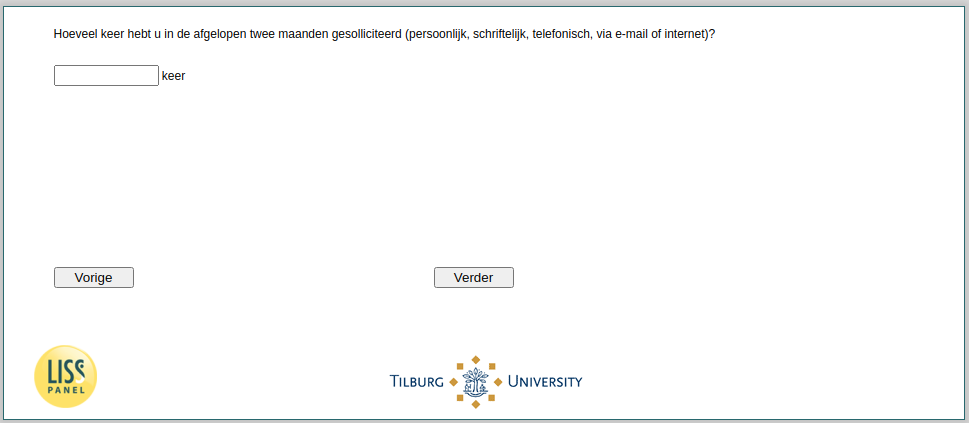 Hoeveel keer hebt u in de afgelopen twee maanden gesolliciteerd (persoonlijk, schriftelijk, telefonisch, via e-mail of internet)?
keer
Vorige Verder
LISS
PANEL
TILBURG UNIVERSITY